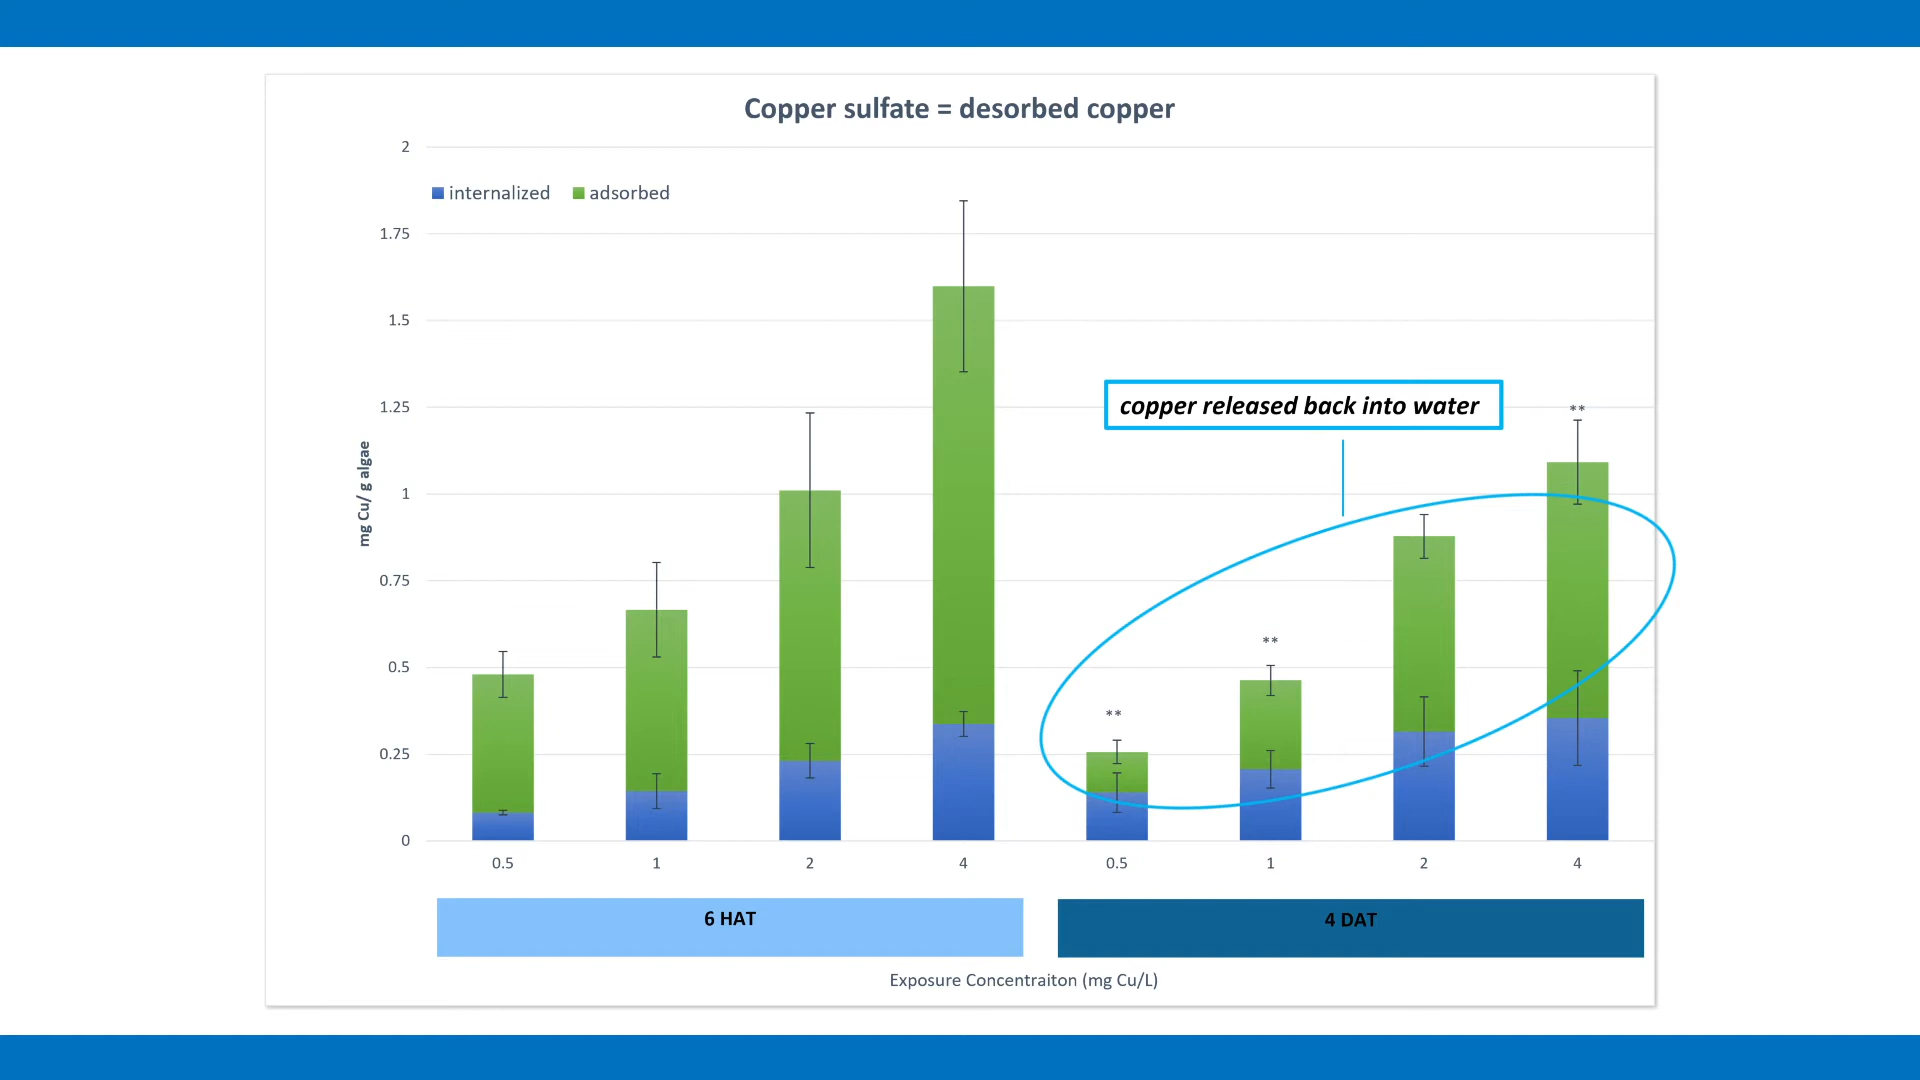 Copper sulfate = desorbed copper
2
internalized adsorbed
1.75
1.5
1.25
copper released back into water
**
mg Cu/ g algae
1
0.75
**
0.5
**
0.25
0
0.5 1 2 4 0.5 1 2 4
6 HAT 4 DAT
Exposure Concentraiton (mg Cu/L)